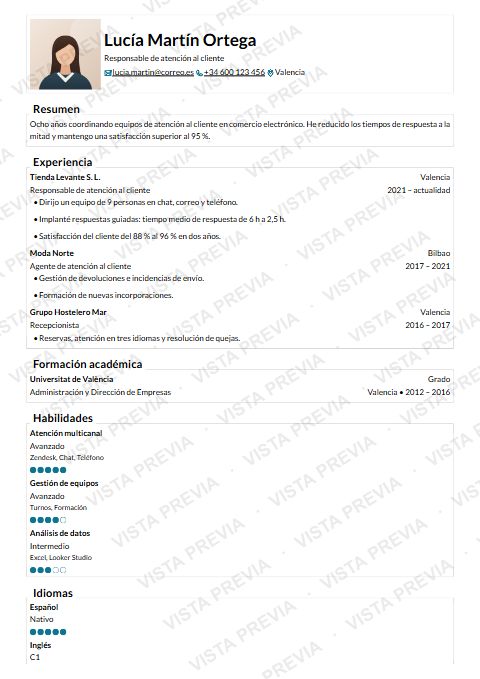 Lucía Martín Ortega
Responsable de atención al cliente
lucia.martin@correo.es +34 600 123 456 Valencia
Resumen
Ocho años coordinando equipos de atención al cliente en comercio electrónico. He reducido los tiempos de respuesta a la
mitad y mantengo una satisfacción superior al 95 %.
Experiencia
Tienda Levante S. L. Valencia
Responsable de atención al cliente 2021 – actualidad
• Dirijo un equipo de 9 personas en chat, correo y teléfono.
• Implanté respuestas guiadas: tiempo medio de respuesta de 6 h a 2,5 h.
• Satisfacción del cliente del 88 % al 96 % en dos años.
Moda Norte Bilbao
Agente de atención al cliente 2017 – 2021
• Gestión de devoluciones e incidencias de envío.
• Formación de nuevas incorporaciones.
Grupo Hostelero Mar Valencia
Recepcionista 2016 – 2017
• Reservas, atención en tres idiomas y resolución de quejas.
Formación académica
Universitat de València Grado
Administración y Dirección de Empresas Valencia • 2012 – 2016
Habilidades
Atención multicanal
Avanzado
Zendesk, Chat, Teléfono
Gestión de equipos
Avanzado
Turnos, Formación
Análisis de datos
Intermedio
Excel, Looker Studio
Idiomas
Español
Nativo
Inglés
C1
VISTA PREVIA